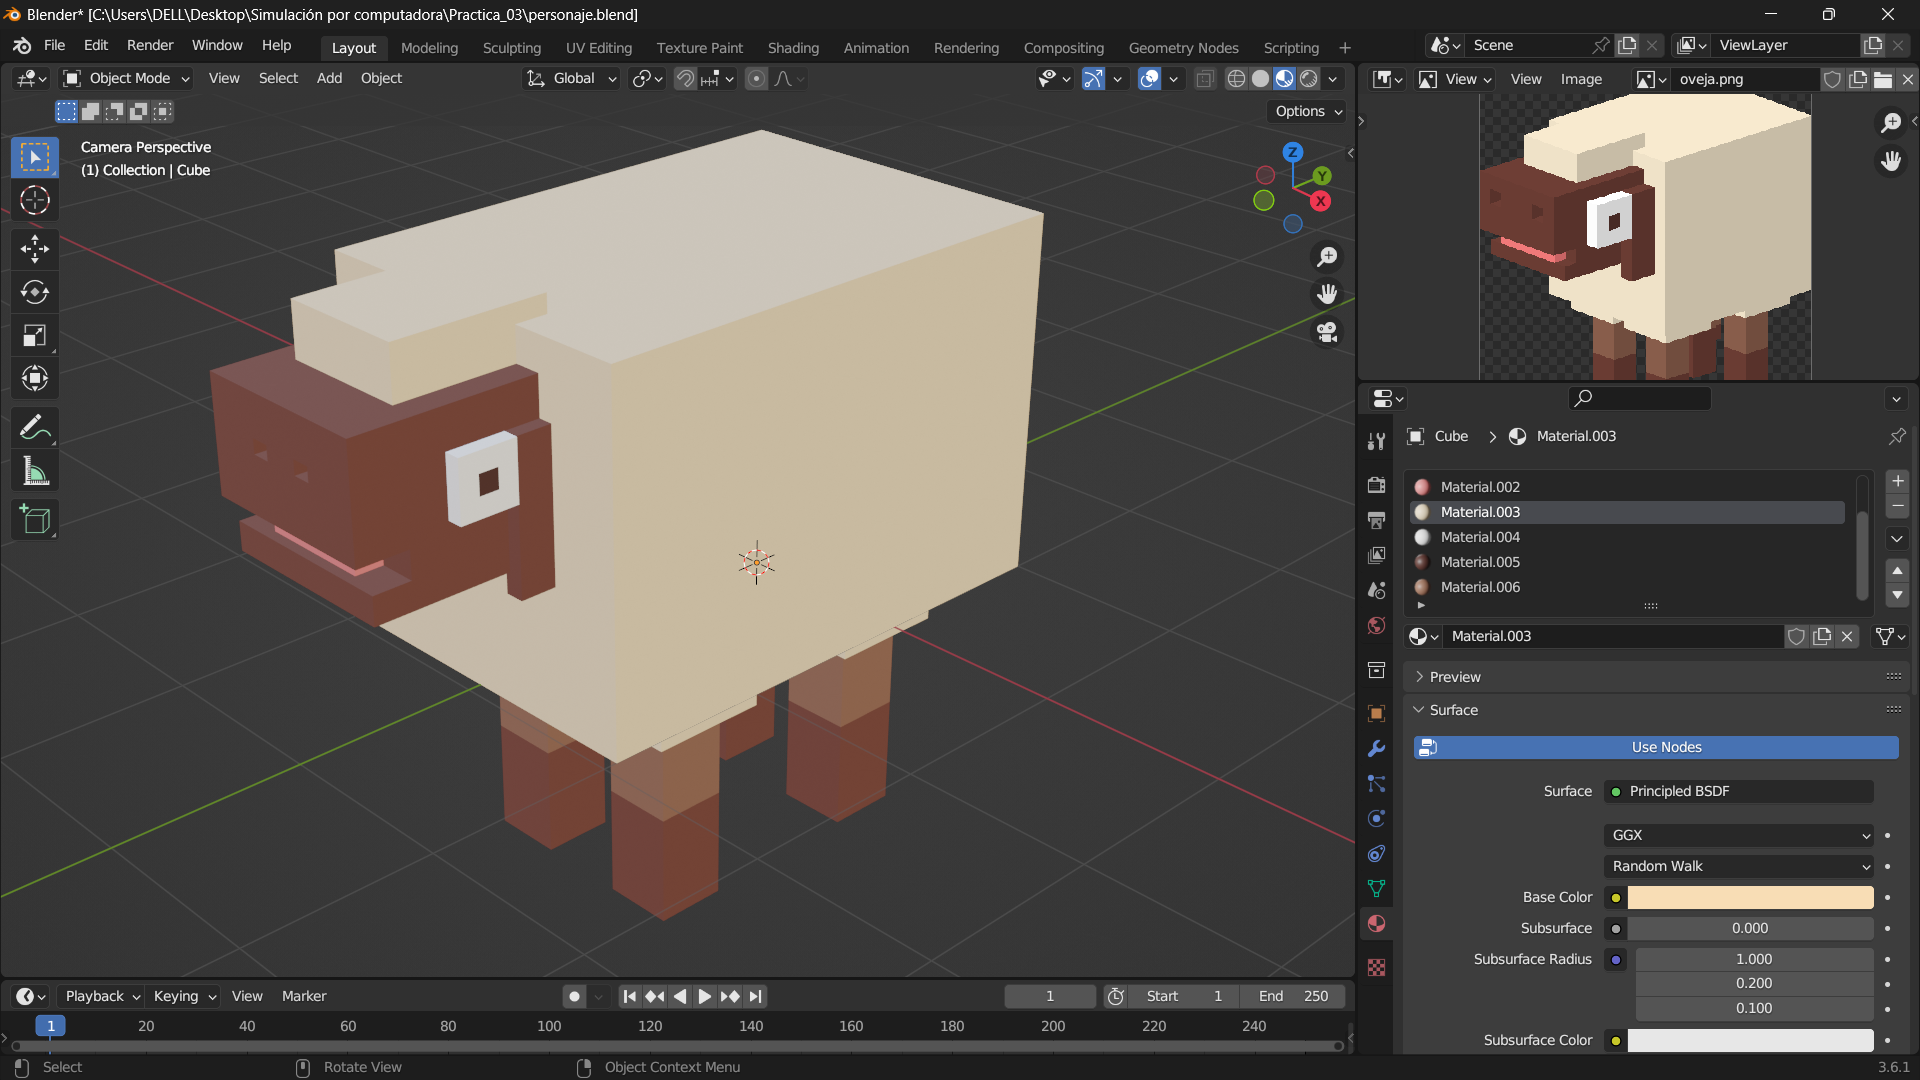 Blender* [C:\Users\DELL\Desktop\Simulación por computadora\Practica_03\personaje.blend]
File Edit Render Window Help Layout Modeling Sculpting UV Editing Texture Paint Shading Animation Rendering Compositing Geometry Nodes Scripting + Scene ViewLayer
Object Mode View Select Add Object Global View View Image oveja.png
Options
Camera Perspective
(1) Collection | Cube
Z
Y
X
Cube > Material.003
Material.002
Material.003
Material.004
Material.005
Material.006
Material.003
Preview
Surface
Use Nodes
Surface Principled BSDF
GGX
Random Walk
Base Color
Subsurface 0.000
Subsurface Radius 1.000
0.200
0.100
Subsurface Color
Playback Keying View Marker 1 Start 1 End 250
1 20 40 60 80 100 120 140 160 180 200 220 240
Select Rotate View Object Context Menu 3.6.1